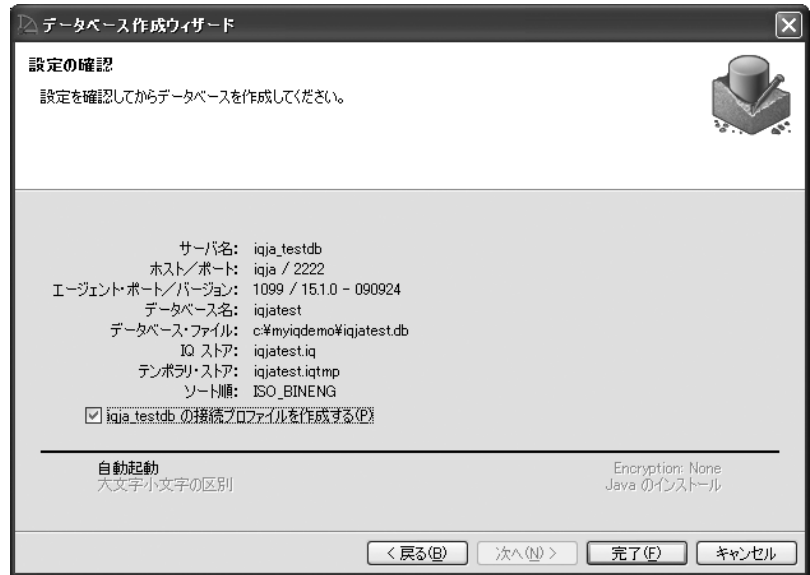 データベース作成ウィザード
設定の確認
設定を確認してからデータベースを作成してください。
サーバ名: iqja_testdb
ホスト／ポート: iqja / 2222
エージェント・ポート／バージョン: 1099 / 15.1.0 - 090924
データベース名: iqjatest
データベース・ファイル: c:¥myiqdemo¥iqjatest.db
IQ ストア: iqjatest.iq
テンポラリ・ストア: iqjatest.iqtmp
ソート順: ISO_BINENG
iqja_testdb の接続プロファイルを作成する(P)
自動起動 Encryption: None
大文字小文字の区別 Java のインストール
< 戻る(B) 次へ(N) > 完了(F) キャンセル